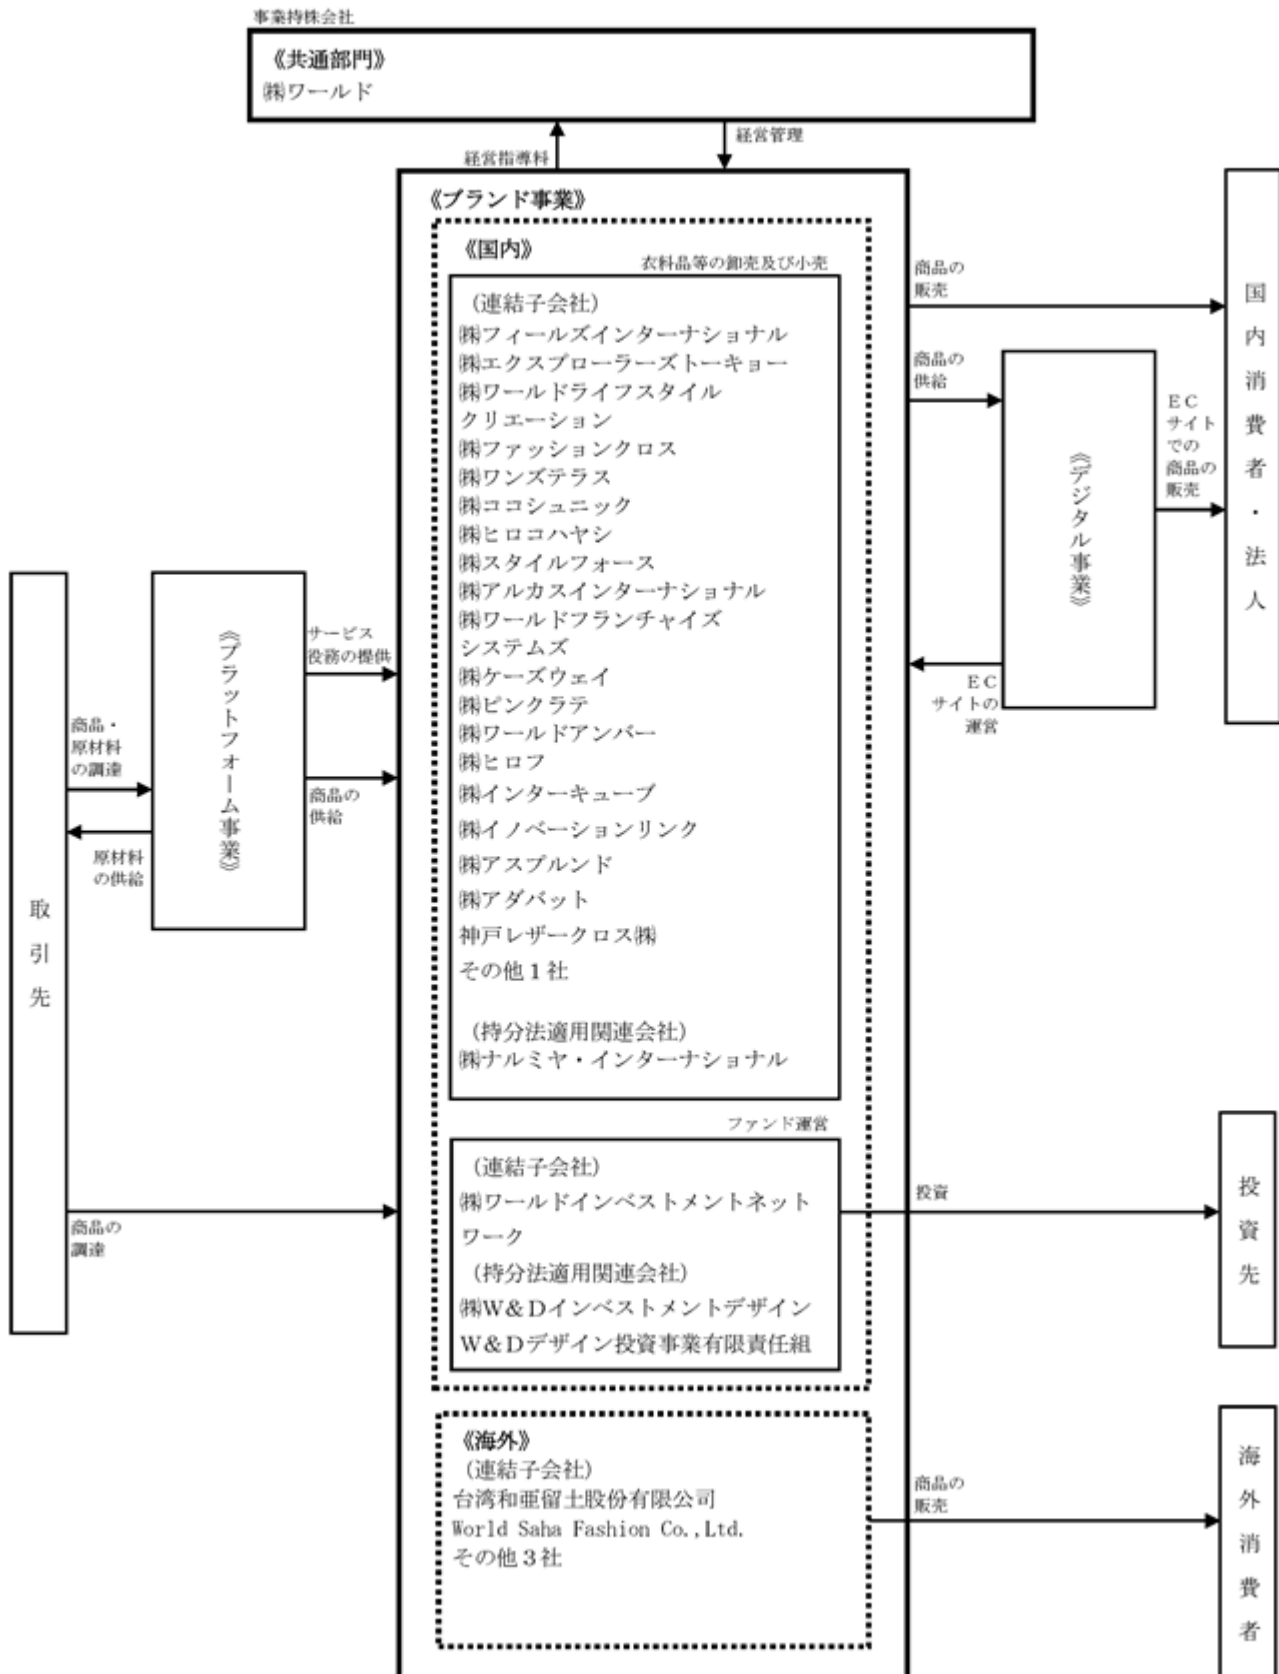 事業持株会社
《共通部門》
㈱ワールド
経営指導料
経営管理
《ブランド事業》
《国内》
衣料品等の卸売及び小売
(連結子会社)
㈱フィールズインターナショナル
㈱エクスプローラーズトーキョー
㈱ワールドライフスタイル
クリエーション
㈱ファッションクロス
㈱ワンズテラス
㈱ココシュニック
㈱ヒロコハヤシ
㈱スタイルフォース
㈱アルカスインターナショナル
㈱ワールドフランチャイズ
システムズ
㈱ケーズウェイ
㈱ピンクラテ
㈱ワールドアンバー
㈱ヒロフ
㈱インターキューブ
㈱イノベーションリンク
㈱アスプルンド
㈱アダバット
神戸レザークロス㈱
その他1社
(持分法適用関連会社)
㈱ナルミヤ・インターナショナル
ファンド運営
(連結子会社)
㈱ワールドインベストメントネット
ワーク
(持分法適用関連会社)
㈱W&Dインベストメントデザイン
W&Dデザイン投資事業有限責任組
《海外》
(連結子会社)
台湾和亜留土股份有限公司
World Saha Fashion Co.,Ltd.
その他3社
取引先
商品・
原材料
の調達
原材料
の供給
《プラットフォーム事業》
サービス
役務の提供
商品の
供給
商品の
調達
商品の
販売
商品の
供給
《デジタル事業》
EC
サイト
での
商品の
販売
EC
サイトの
運営
国内消費者・法人
投資
投資先
商品の
販売
海外消費者